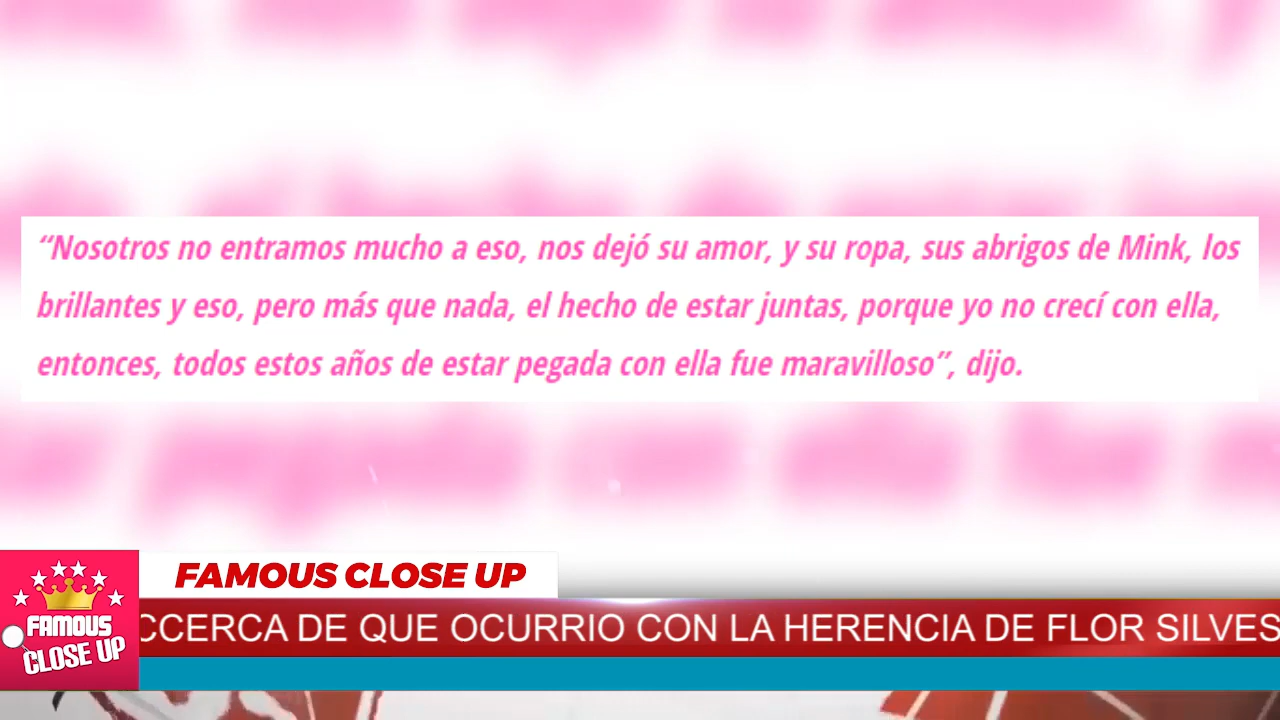 “Nosotros no entramos mucho a eso, nos dejó su amor, y su ropa, sus abrigos de Mink, los
brillantes y eso, pero más que nada, el hecho de estar juntas, porque yo no crecí con ella,
entonces, todos estos años de estar pegada con ella fue maravilloso”, dijo.
FAMOUS CLOSE UP
FAMOUS
CLOSE UP
CCERCA DE QUE OCURRIO CON LA HERENCIA DE FLOR SILVES